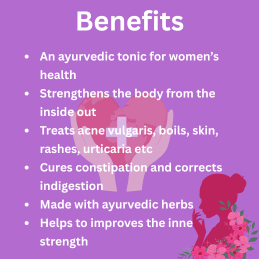 Benefits
• An ayurvedic tonic for women's
health
• Strengthens the body from the
inside out
• Treats acne vulgaris, boils, skin,
rashes, urticaria etc
• Cures constipation and corrects
indigestion
• Made with ayurvedic herbs
• Helps to improves the inne
strength